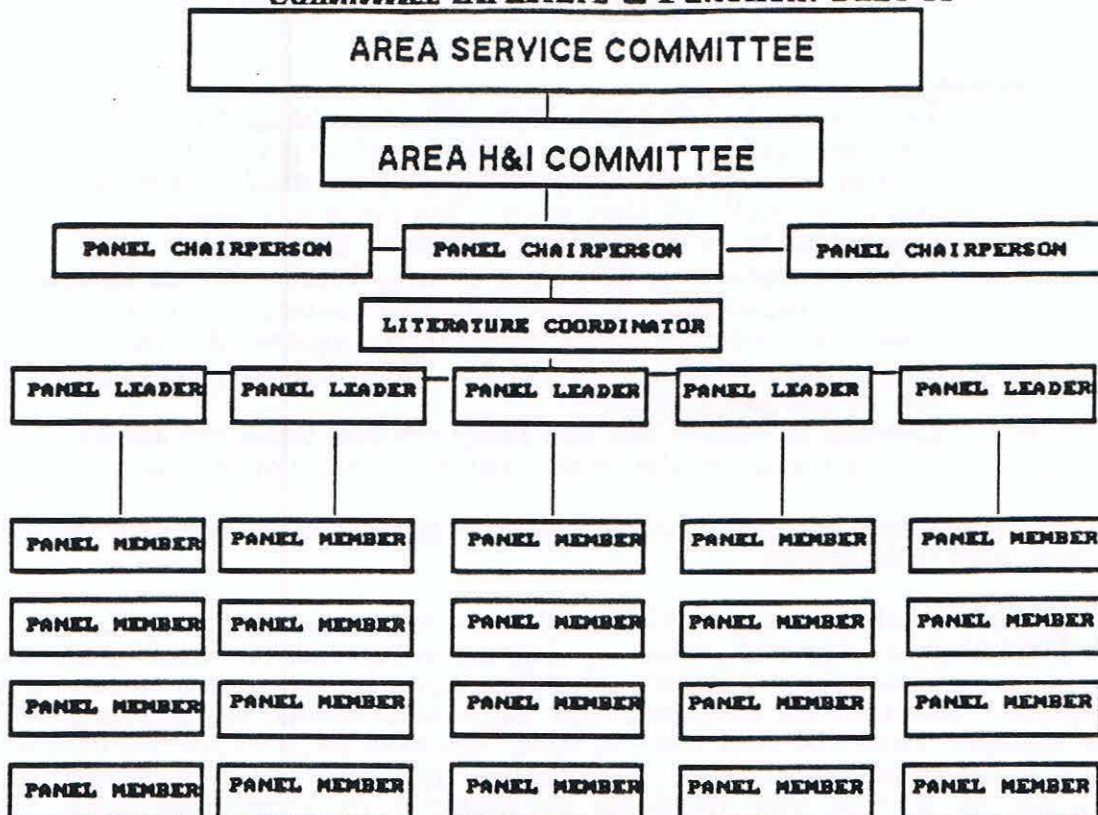 AREA SERVICE COMMITTEE
AREA H&I COMMITTEE
PANEL CHAIRPERSON PANEL CHAIRPERSON PANEL CHAIRPERSON
LITERATURE COORDINATOR
PANEL LEADER PANEL LEADER PANEL LEADER PANEL LEADER PANEL LEADER
PANEL MEMBER PANEL MEMBER PANEL MEMBER PANEL MEMBER PANEL MEMBER
PANEL MEMBER PANEL MEMBER PANEL MEMBER PANEL MEMBER PANEL MEMBER
PANEL MEMBER PANEL MEMBER PANEL MEMBER PANEL MEMBER PANEL MEMBER
PANEL MEMBER PANEL MEMBER PANEL MEMBER PANEL MEMBER PANEL MEMBER